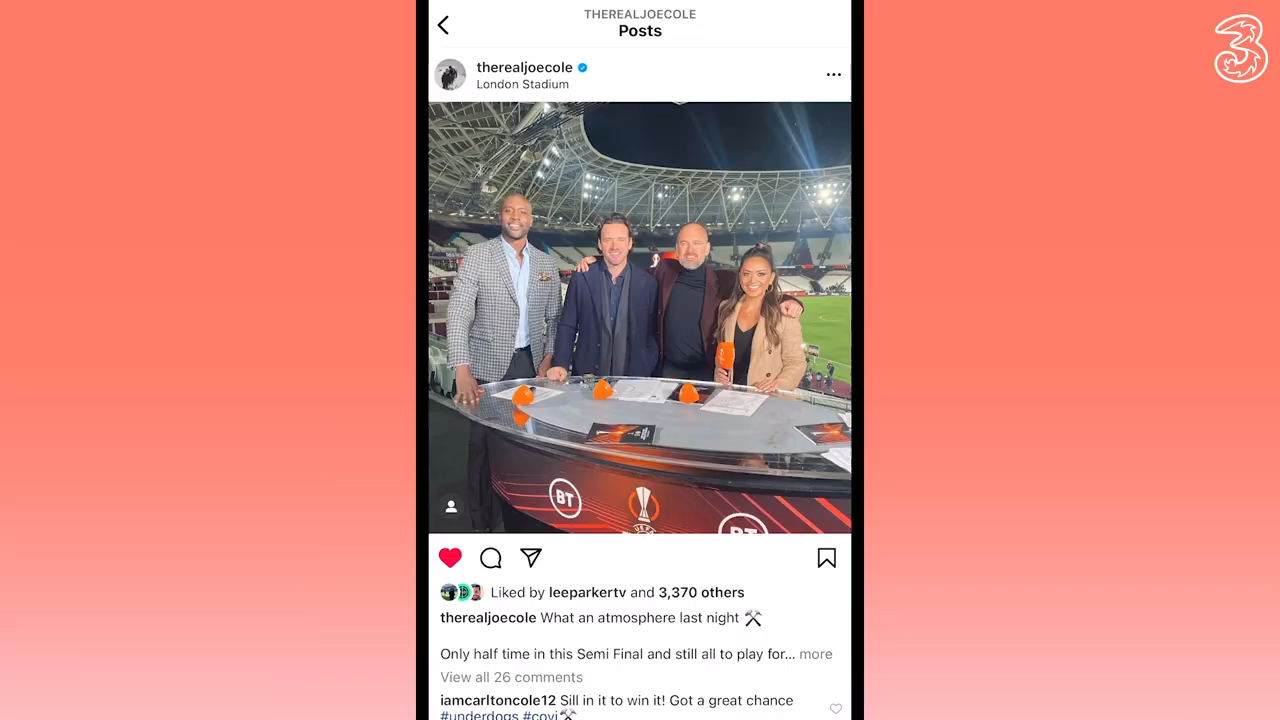 THEREALJOECOLE
Posts
3
therealjoecole
London Stadium
BT
UEFA
BT
Liked by leeparkertv and 3,370 others
therealjoecole What an atmosphere last night ⚒️
Only half time in this Semi Final and still all to play for... more
View all 26 comments
iamcarltoncole12 Sill in it to win it! Got a great chance
#underdogs #coyi⚒️